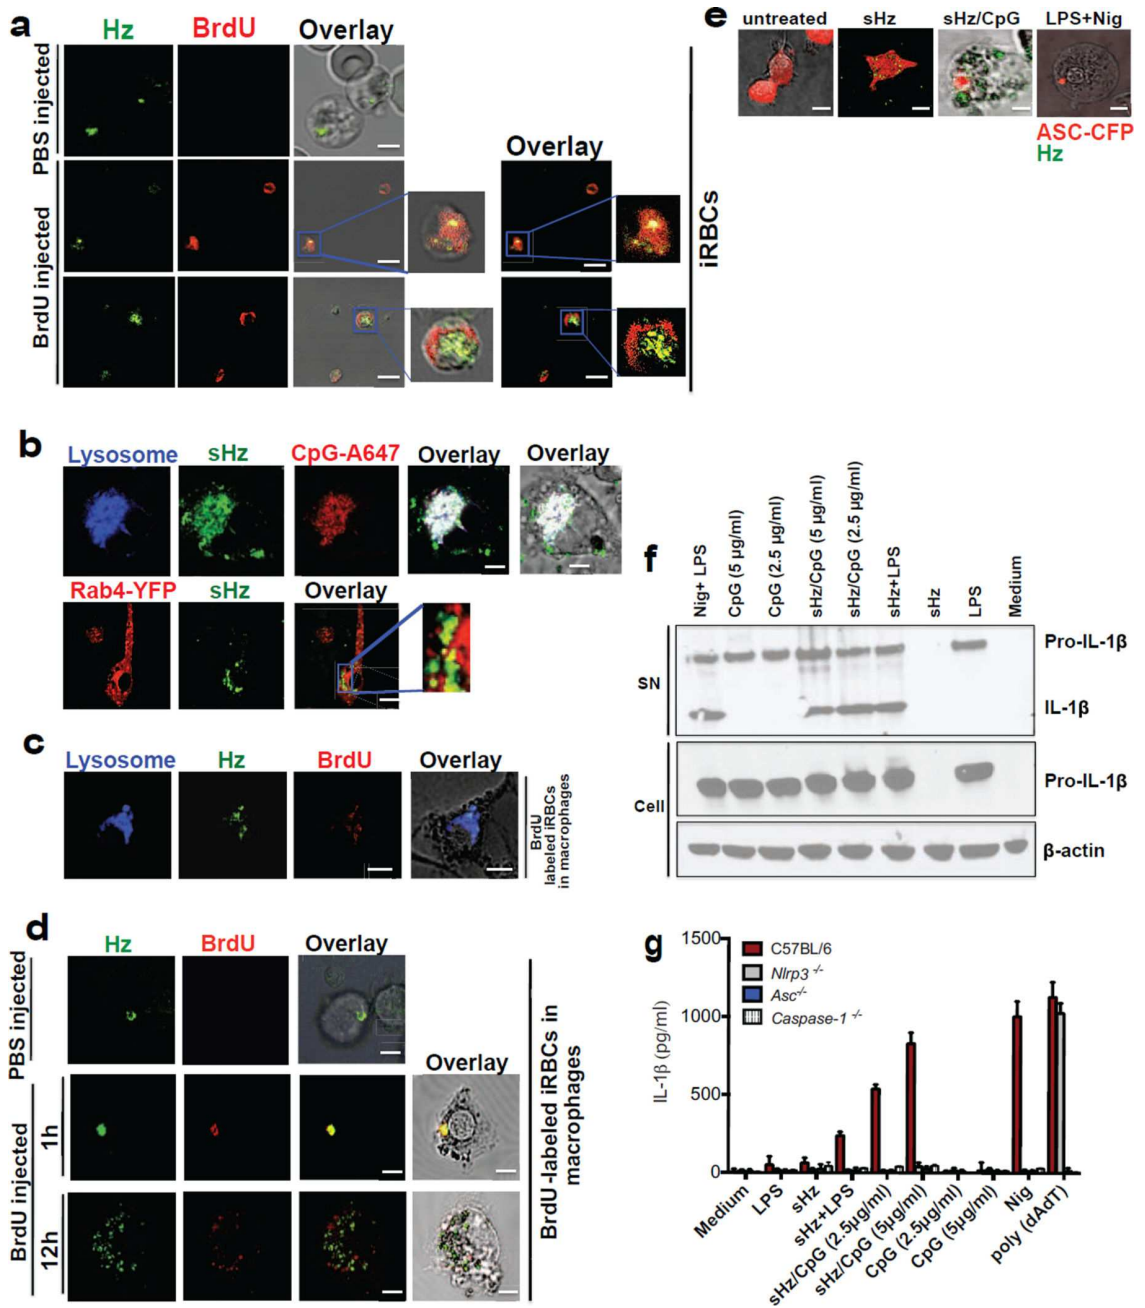 a
Hz BrdU Overlay
PBS injected
Overlay
BrdU injected
iRBCs
b
Lysosome sHz CpG-A647 Overlay Overlay
Rab4-YFP sHz Overlay
c
Lysosome Hz BrdU Overlay
BrdU
labeled iRBCs
in macrophages
d
Hz BrdU Overlay
PBS injected
Overlay
BrdU injected
1h
12h
BrdU -labeled iRBCs in
macrophages
e
untreated sHz sHz/CpG LPS+Nig
ASC-CFP
Hz
f
Nig+ LPS
CpG (5 µg/ml)
CpG (2.5 µg/ml)
sHz/CpG (5 µg/ml)
sHz/CpG (2.5 µg/ml)
sHz+LPS
sHz
LPS
Medium
SN
Pro-IL-1β
IL-1β
Cell
Pro-IL-1β
β-actin
g
1500
1000
500
0
IL-1β (pg/ml)
C57BL/6
Nlrp3 -/-
Asc-/-
Caspase-1 -/-
Medium
LPS
sHz
sHz+LPS
sHz/CpG (2.5µg/ml)
sHz/CpG (5µg/ml)
CpG (2.5µg/ml)
CpG (5µg/ml)
Nig
poly (dAdT)